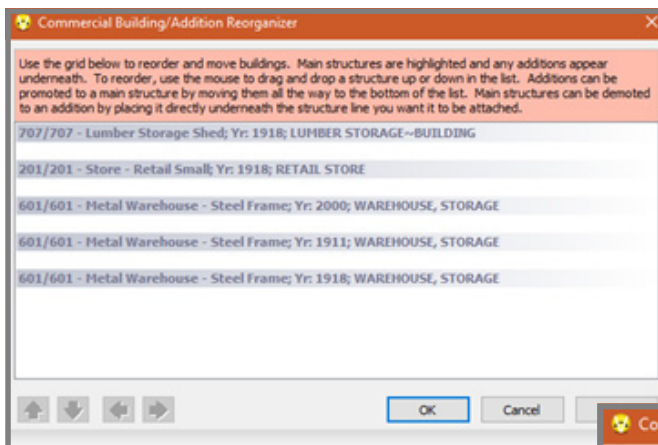 Commercial Building/Addition Reorganizer
Use the grid below to reorder and move buildings. Main structures are highlighted and any additions appear
underneath. To reorder, use the mouse to drag and drop a structure up or down in the list. Additions can be
promoted to a main structure by moving them all the way to the bottom of the list. Main structures can be demoted
to an addition by placing it directly underneath the structure line you want it to be attached.
707/707 - Lumber Storage Shed; Yr: 1918; LUMBER STORAGE~BUILDING
201/201 - Store - Retail Small; Yr: 1918; RETAIL STORE
601/601 - Metal Warehouse - Steel Frame; Yr: 2000; WAREHOUSE, STORAGE
601/601 - Metal Warehouse - Steel Frame; Yr: 1911; WAREHOUSE, STORAGE
601/601 - Metal Warehouse - Steel Frame; Yr: 1918; WAREHOUSE, STORAGE
OK Cancel
Co